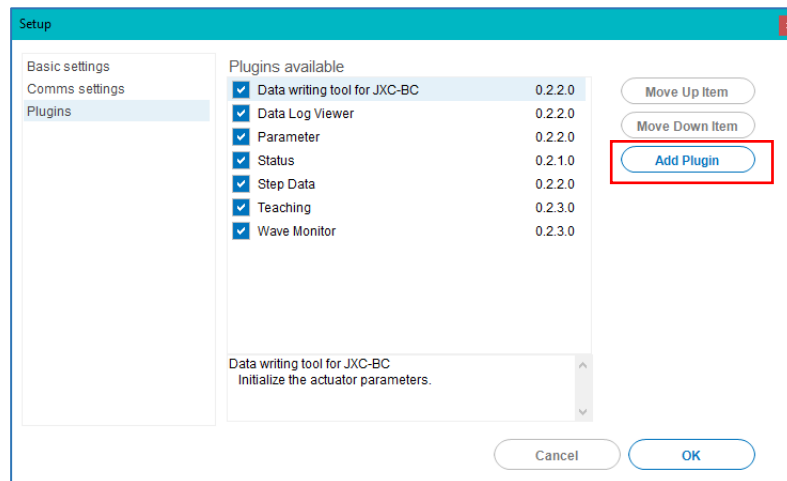 Setup
Basic settings
Comms settings
Plugins
Plugins available
Data writing tool for JXC-BC 0.2.2.0
Data Log Viewer 0.2.2.0
Parameter 0.2.2.0
Status 0.2.1.0
Step Data 0.2.2.0
Teaching 0.2.3.0
Wave Monitor 0.2.3.0
Move Up Item
Move Down Item
Add Plugin
Data writing tool for JXC-BC
Initialize the actuator parameters.
Cancel
OK